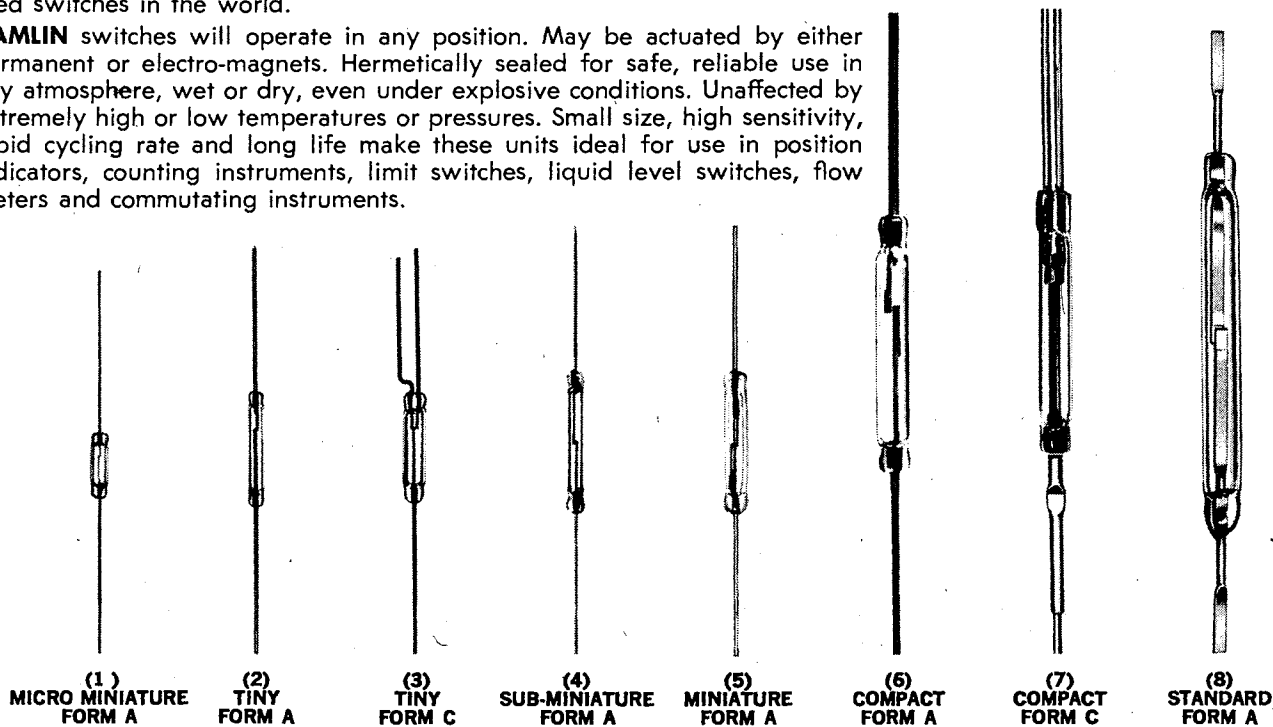 ed switches in the world.
AMLIN switches will operate in any position. May be actuated by either
rmanent or electro-magnets. Hermetically sealed for safe, reliable use in
y atmosphere, wet or dry, even under explosive conditions. Unaffected by
tremely high or low temperatures or pressures. Small size, high sensitivity,
pid cycling rate and long life make these units ideal for use in position
dicators, counting instruments, limit switches, liquid level switches, flow
eters and commutating instruments.
(1)
MICRO MINIATURE
FORM A
(2)
TINY
FORM A
(3)
TINY
FORM C
(4)
SUB-MINIATURE
FORM A
(5)
MINIATURE
FORM A
(6)
COMPACT
FORM A
(7)
COMPACT
FORM C
(8)
STANDARD
FORM A